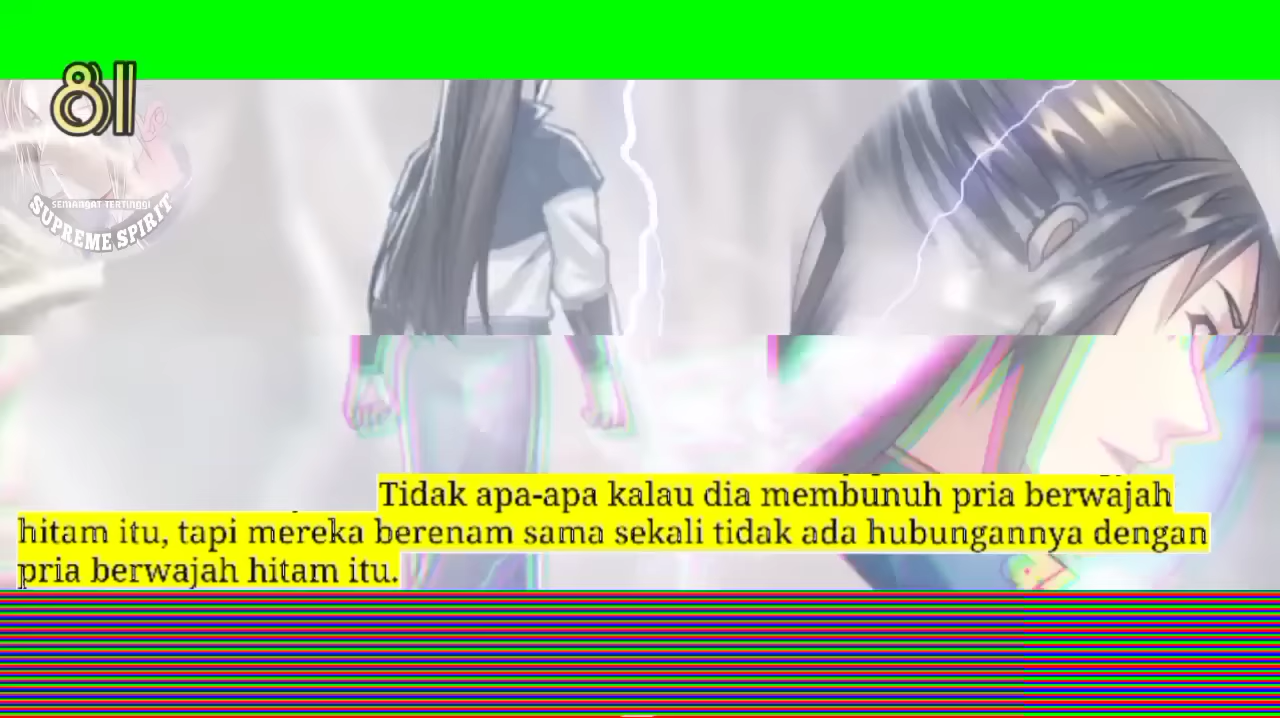 81
SEMANGAT TERTINGGI
SUPREME SPIRIT
Tidak apa-apa kalau dia membunuh pria berwajah
hitam itu, tapi mereka berenam sama sekali tidak ada hubungannya dengan
pria berwajah hitam itu.